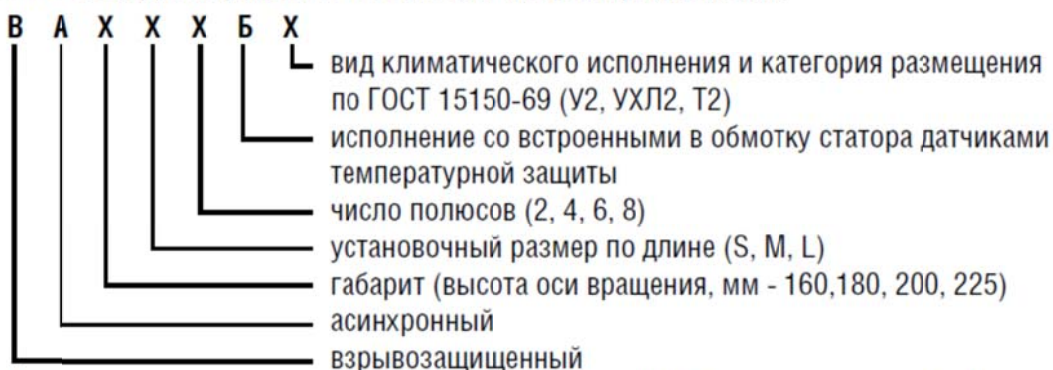 В А Х Х Х Б Х
вид климатического исполнения и категория размещения
по ГОСТ 15150-69 (У2, УХЛ2, Т2)
исполнение со встроенными в обмотку статора датчиками
температурной защиты
число полюсов (2, 4, 6, 8)
установочный размер по длине (S, M, L)
габарит (высота оси вращения, мм - 160,180, 200, 225)
асинхронный
взрывозащищенный